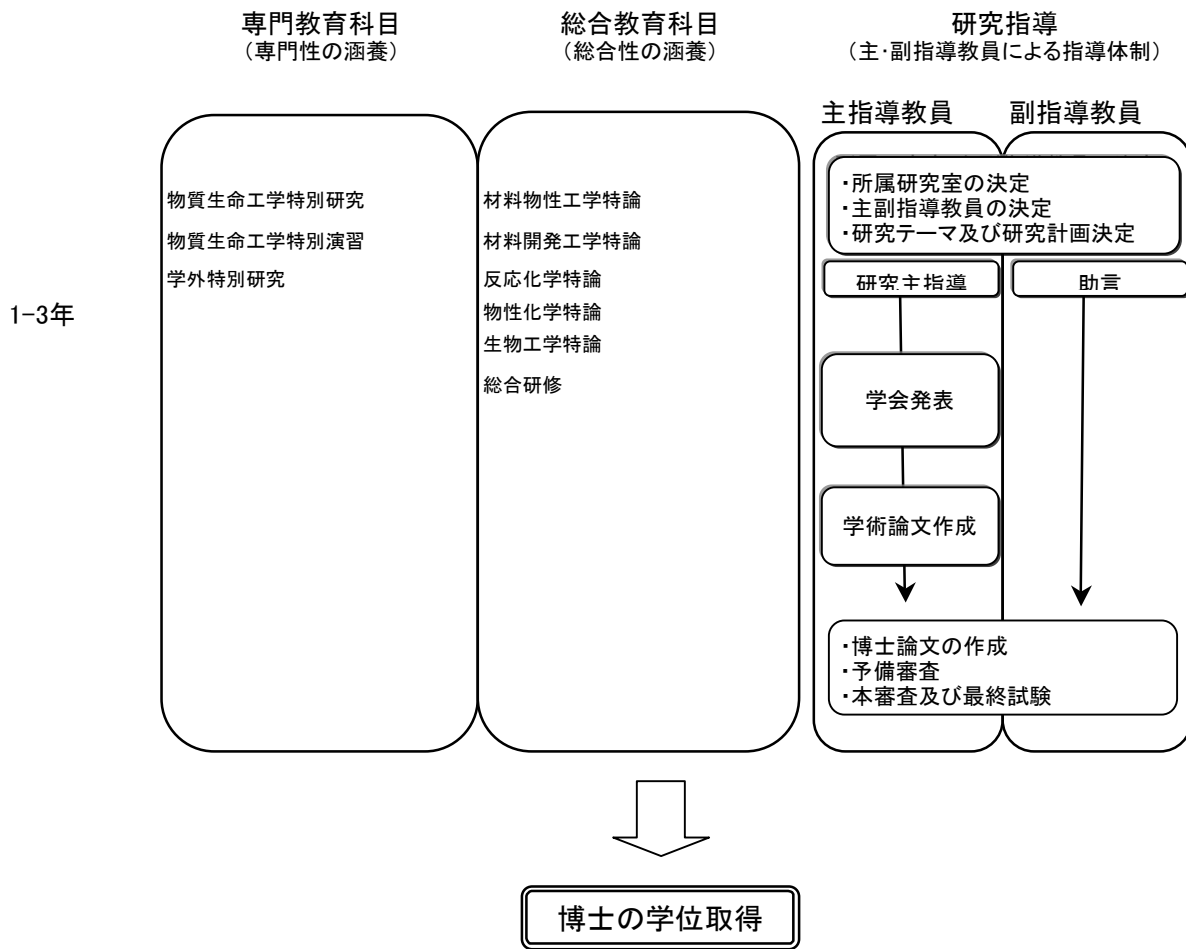 専門教育科目
（専門性の涵養）
総合教育科目
（総合性の涵養）
研究指導
（主･副指導教員による指導体制）
主指導教員
副指導教員
1-3年
物質生命工学特別研究
物質生命工学特別演習
学外特別研究
材料物性工学特論
材料開発工学特論
反応化学特論
物性化学特論
生物工学特論
総合研修
･所属研究室の決定
･主副指導教員の決定
･研究テーマ及び研究計画決定
研究主指導
助言
学会発表
学術論文作成
･博士論文の作成
･予備審査
･本審査及び最終試験
博士の学位取得